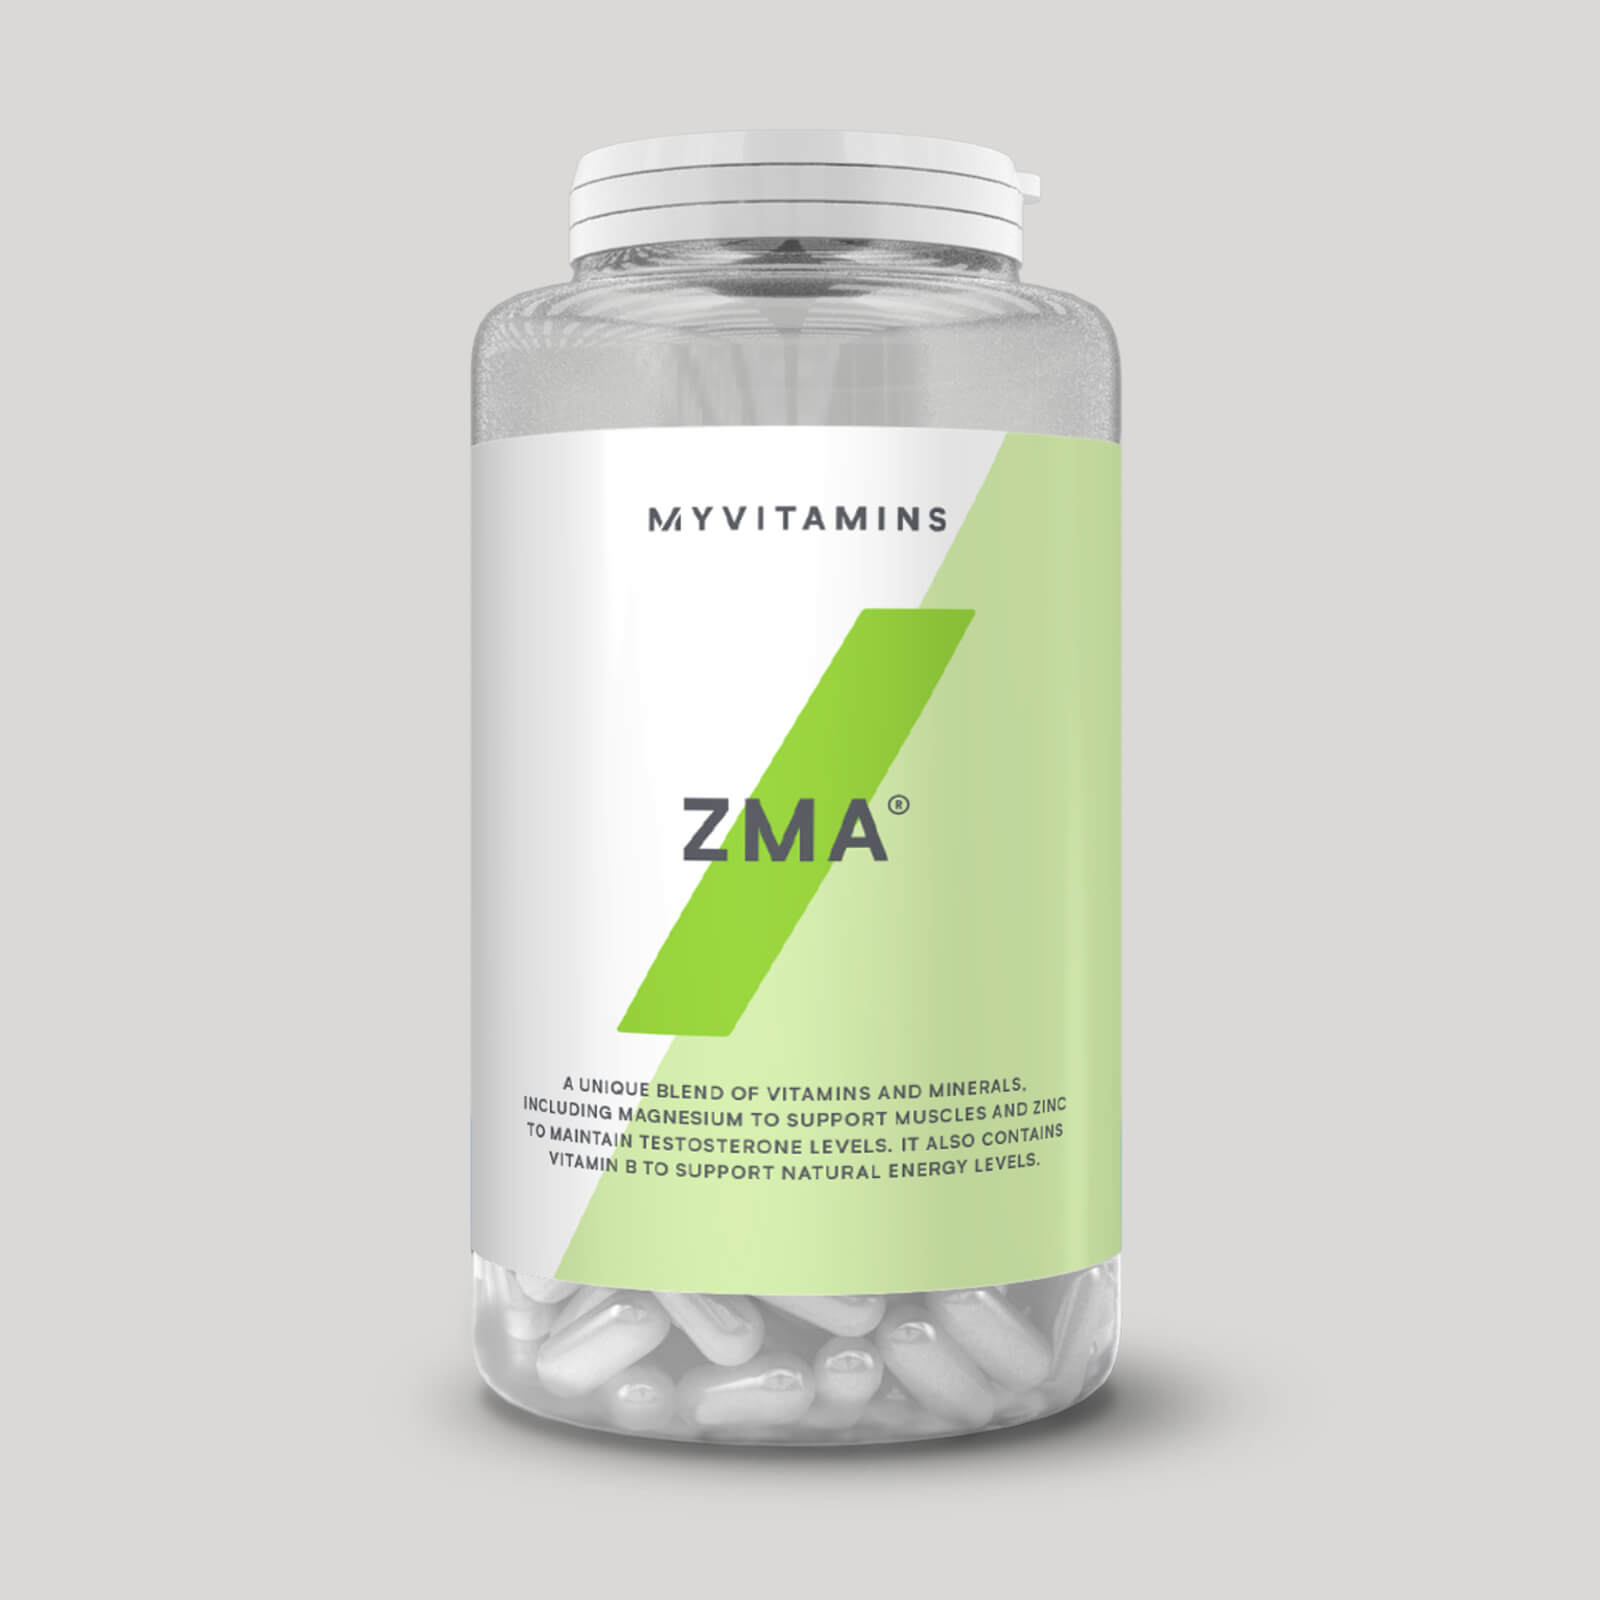 MYVITAMINS
ZMA®
A UNIQUE BLEND OF VITAMINS AND MINERALS,
INCLUDING MAGNESIUM TO SUPPORT MUSCLES AND ZINC
TO MAINTAIN TESTOSTERONE LEVELS. IT ALSO CONTAINS
VITAMIN B TO SUPPORT NATURAL ENERGY LEVELS.